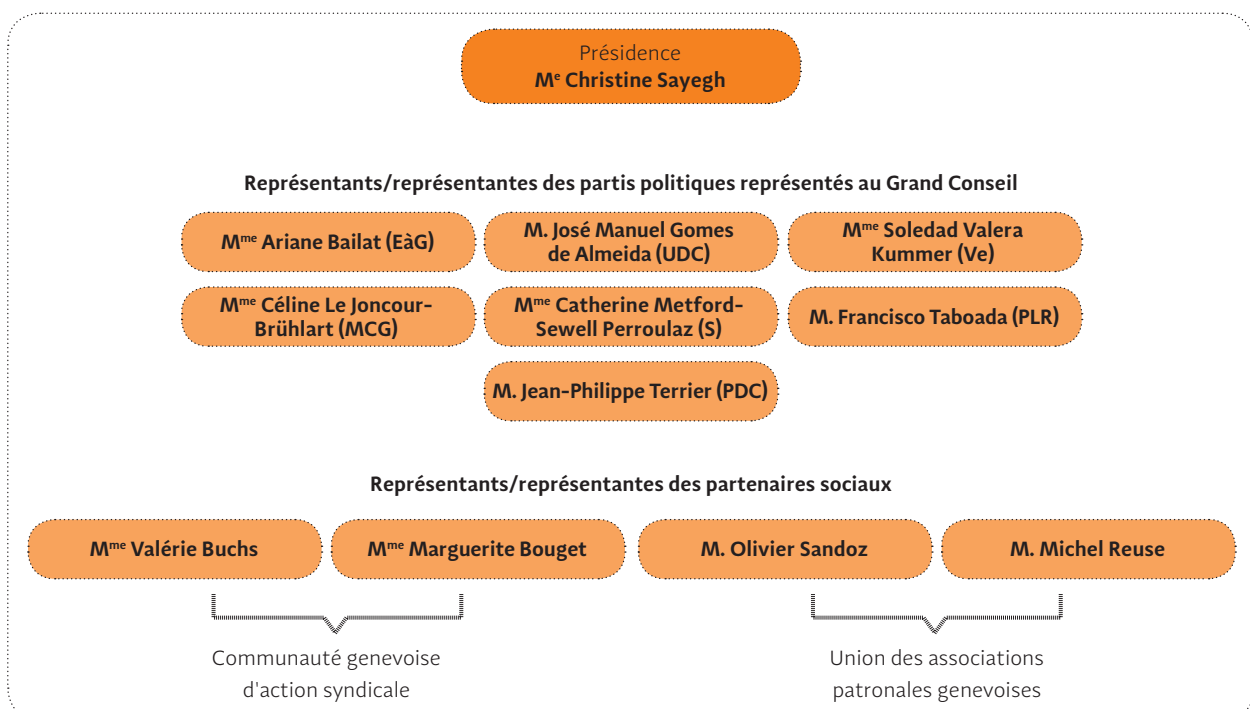 Présidence
Me Christine Sayegh
Représentants/représentantes des partis politiques représentés au Grand Conseil
Mme Ariane Bailat (EàG)
M. José Manuel Gomes
de Almeida (UDC)
Mme Soledad Valera
Kummer (Ve)
Mme Céline Le Joncour-
Brühlart (MCG)
Mme Catherine Metford-
Sewell Perroulaz (S)
M. Francisco Taboada (PLR)
M. Jean-Philippe Terrier (PDC)
Représentants/représentantes des partenaires sociaux
Mme Valérie Buchs
Mme Marguerite Bouget
M. Olivier Sandoz
M. Michel Reuse
Communauté genevoise
d'action syndicale
Union des associations
patronales genevoises